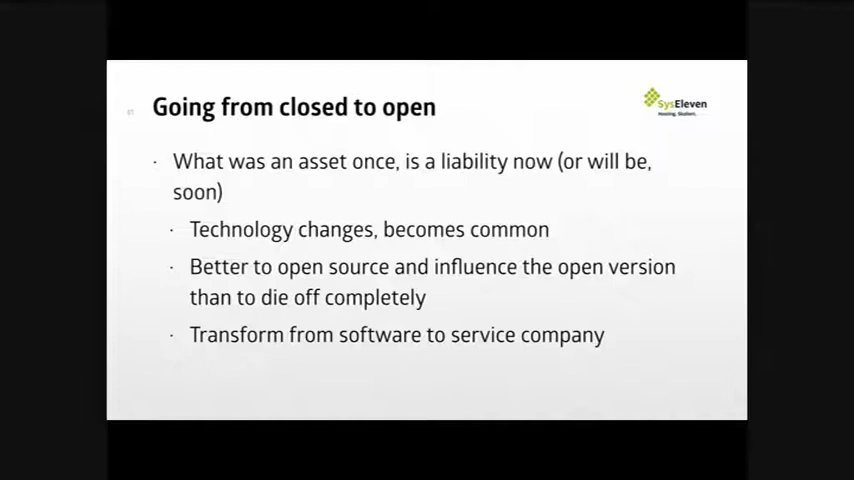 Going from closed to open
SysEleven
Hosting. Skaliert.
· What was an asset once, is a liability now (or will be,
soon)
· Technology changes, becomes common
· Better to open source and influence the open version
than to die off completely
· Transform from software to service company